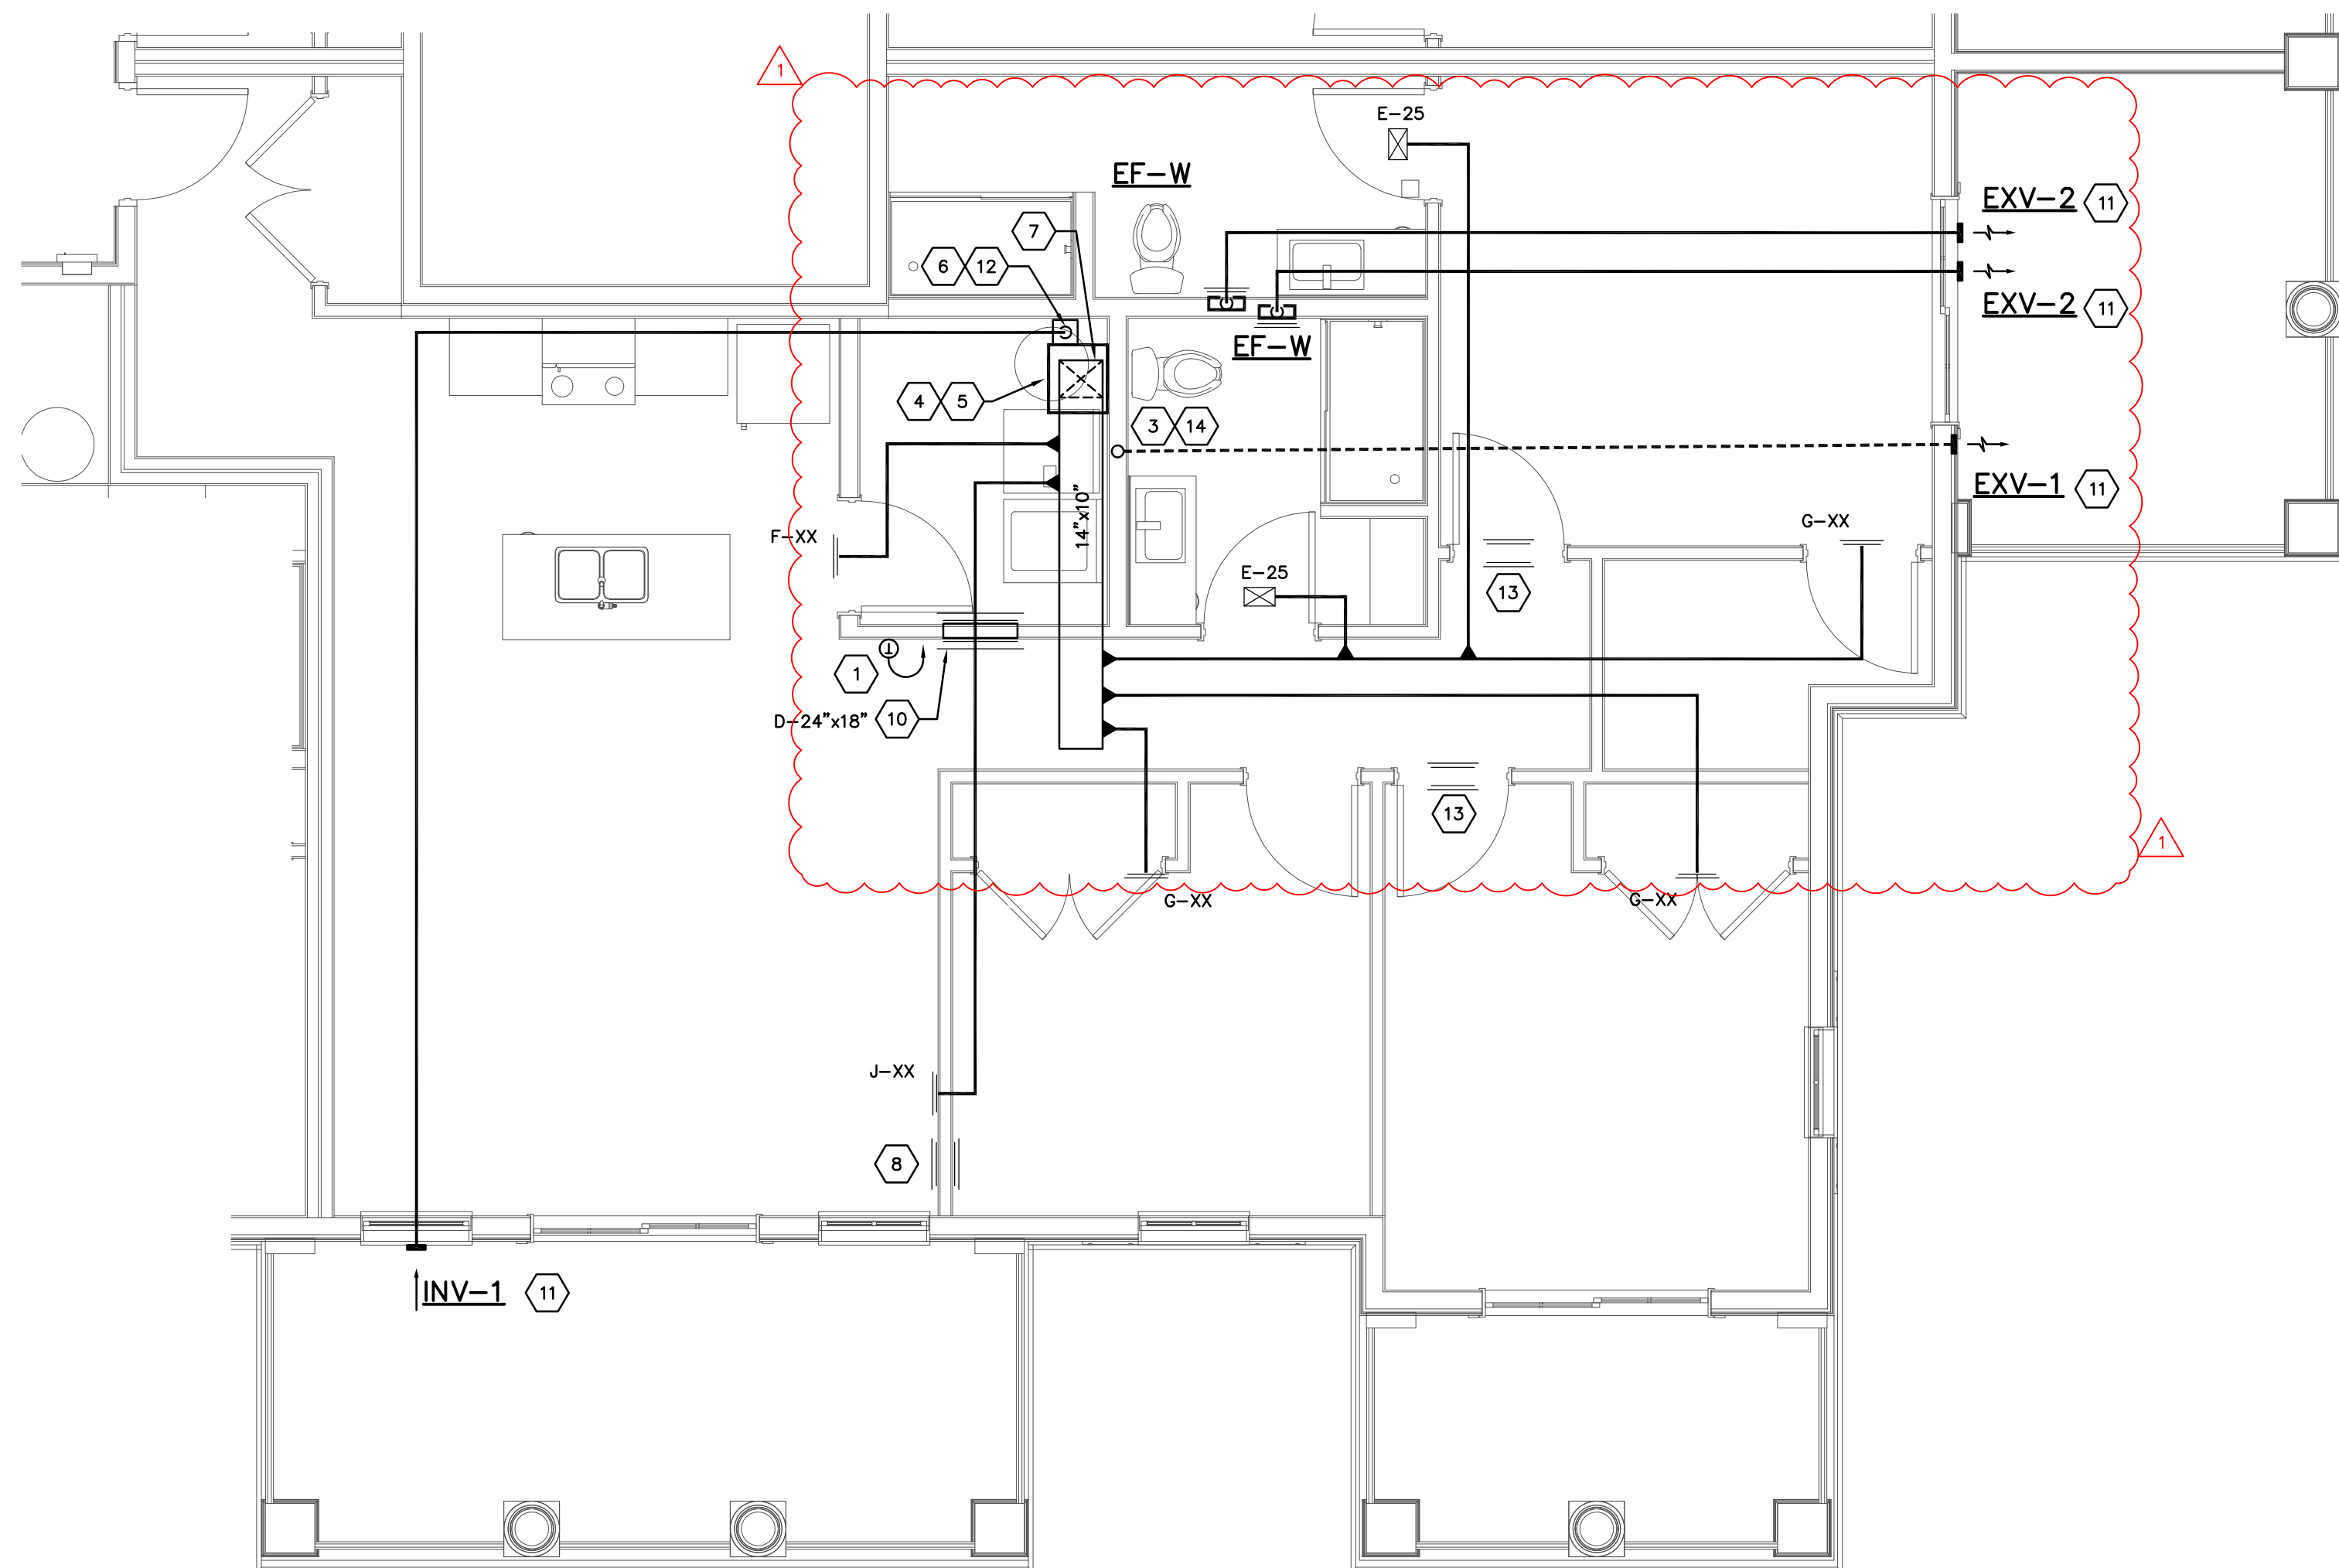 1
E-25
EF-W
EXV-2 11
7
6 12
EXV-2 11
EF-W
4 5
3 14
EXV-1 11
14"x10"
G-XX
F-XX
E-25
13
1
D-24"x18" 10
13
1
G-XX
G-XX
J-XX
8
INV-1 11